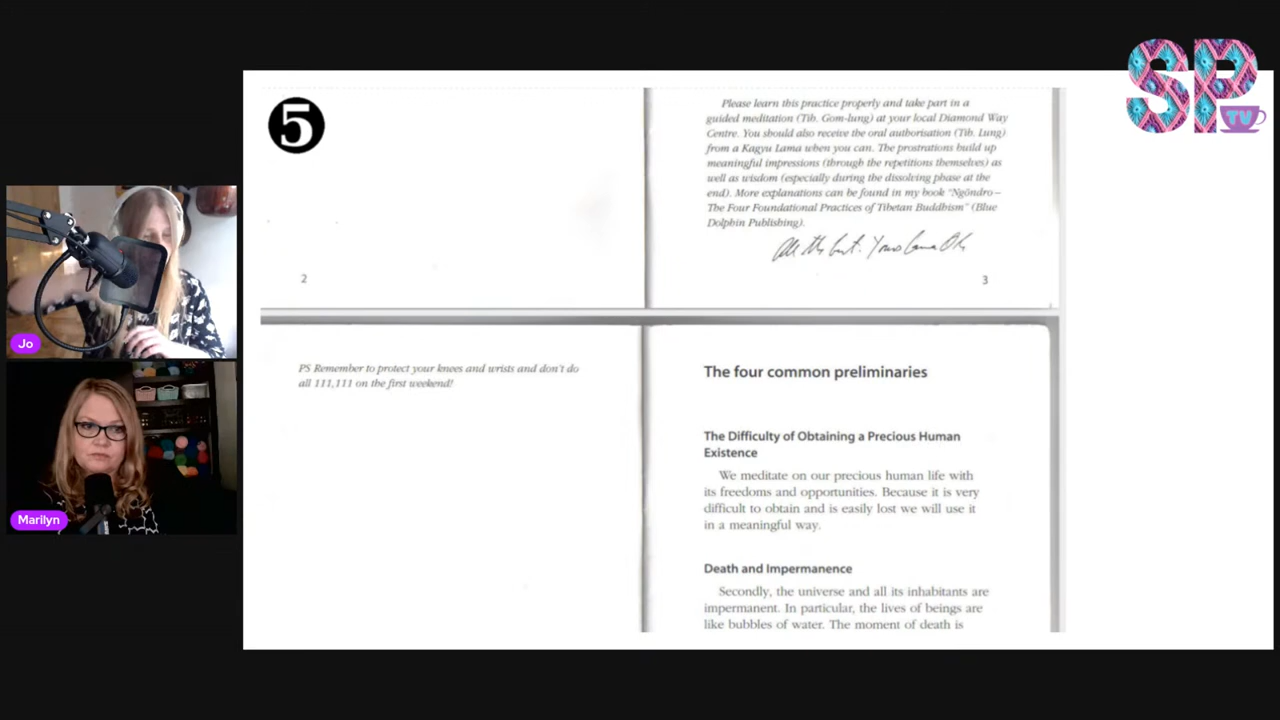 SP
TV
5
Please learn this practice properly and take part in a
guided meditation (Tib. Gom-lung) at your local Diamond Way
Centre. You should also receive the oral authorisation (Tib. Lung)
from a Kagyu Lama when you can. The prostrations build up
meaningful impressions (through the repetitions themselves) as
well as wisdom (especially during the dissolving phase at the
end). More explanations can be found in my book "Ngöndro –
The Four Foundational Practices of Tibetan Buddhism" (Blue
Dolphin Publishing).
All the best. Yours Lama Ole
2
3
PS Remember to protect your knees and wrists and don't do
all 111,111 on the first weekend!
The four common preliminaries
The Difficulty of Obtaining a Precious Human
Existence
We meditate on our precious human life with
its freedoms and opportunities. Because it is very
difficult to obtain and is easily lost we will use it
in a meaningful way.
Death and Impermanence
Secondly, the universe and all its inhabitants are
impermanent. In particular, the lives of beings are
like bubbles of water. The moment of death is
Jo
Marilyn